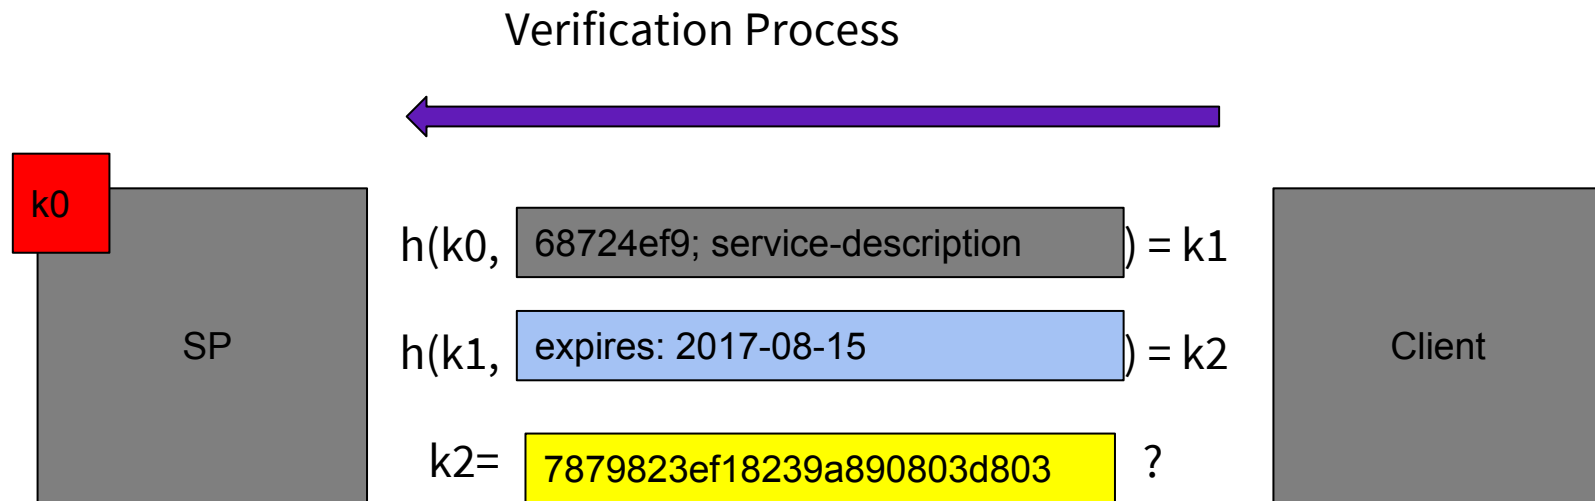 Verification Process
k0
h(k0, 68724ef9; service-description ) = k1
SP
h(k1, expires: 2017-08-15 ) = k2
Client
k2= 7879823ef18239a890803d803 ?